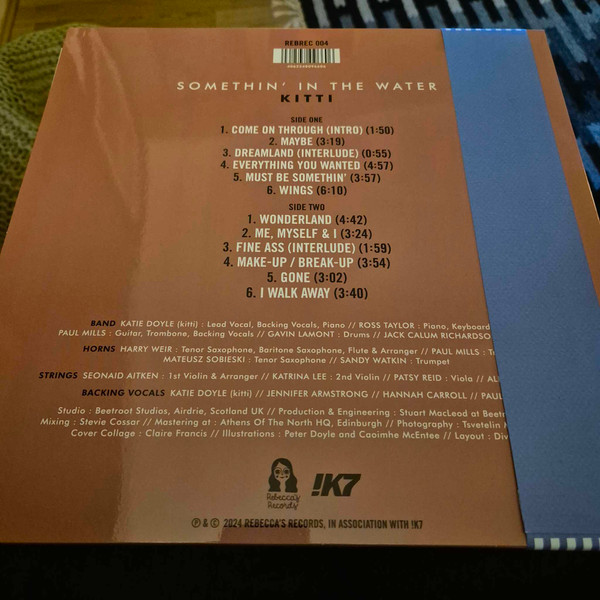 REBREC 004
SOMETHIN' IN THE WATER
KITTI
SIDE ONE
1. COME ON THROUGH (INTRO) (1:50)
2. MAYBE (3:19)
3. DREAMLAND (INTERLUDE) (0:55)
4. EVERYTHING YOU WANTED (4:57)
5. MUST BE SOMETHIN' (3:57)
6. WINGS (6:10)
SIDE TWO
1. WONDERLAND (4:42)
2. ME, MYSELF & I (3:24)
3. FINE ASS (INTERLUDE) (1:59)
4. MAKE-UP / BREAK-UP (3:54)
5. GONE (3:02)
6. I WALK AWAY (3:40)
BAND KATIE DOYLE (kitti) : Lead Vocal, Backing Vocals, Piano // ROSS TAYLOR : Piano, Keyboard
PAUL MILLS : Guitar, Trombone, Backing Vocals // GAVIN LAMONT : Drums // JACK CALUM RICHARDSO
HORNS HARRY WEIR : Tenor Saxophone, Baritone Saxophone, Flute & Arranger // PAUL MILLS : T
MATEUSZ SOBIESKI : Tenor Saxophone // SANDY WATKIN : Trumpet
STRINGS SEONAID AITKEN : 1st Violin & Arranger // KATRINA LEE : 2nd Violin // PATSY REID : Viola // AL
BACKING VOCALS KATIE DOYLE (kitti) // JENNIFER ARMSTRONG // HANNAH CARROLL // PAUL
Studio : Beetroot Studios, Airdrie, Scotland UK // Production & Engineering : Stuart MacLeod at Beet
Mixing : Stevie Cossar // Mastering at : Athens Of The North HQ, Edinburgh // Photography : Tsvetelin
Cover Collage : Claire Francis // Illustrations : Peter Doyle and Caoimhe McEntee // Layout : Div
Rebecca's
Records
!K7
℗ & © 2024 REBECCA'S RECORDS, IN ASSOCIATION WITH !K7